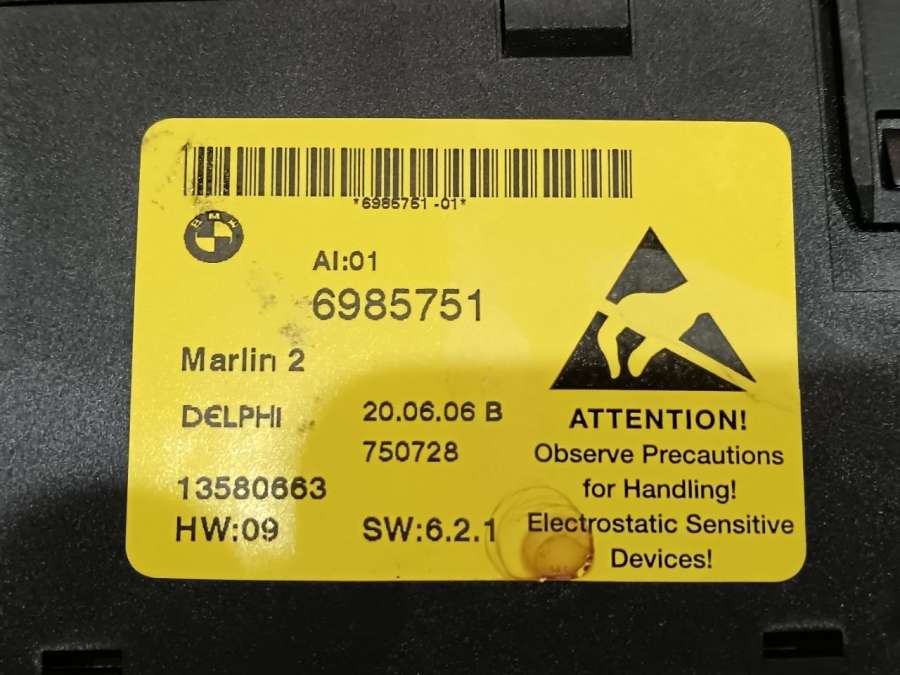 *6985751-01*
BMW
AI:01
6985751
Marlin 2
DELPHI
20.06.06 B
750728
13580663
HW:09
SW:6.2.1
ATTENTION!
Observe Precautions
for Handling!
Electrostatic Sensitive
Devices!